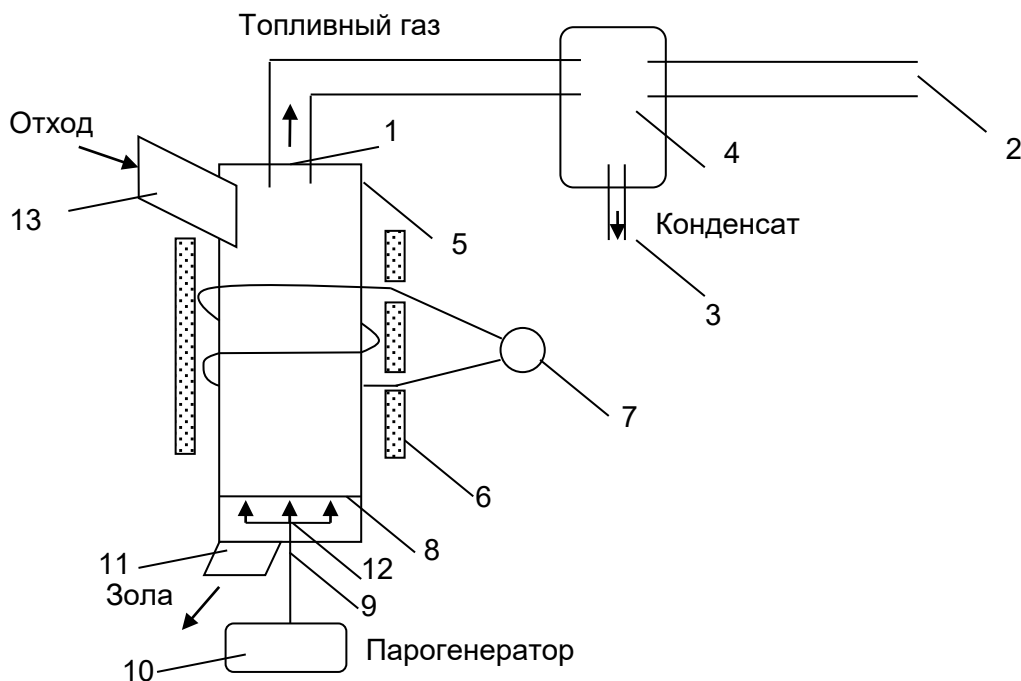 Топливный газ
Отход
1
4
2
13
5
Конденсат
3
7
6
8
11
12
Зола
9
10
Парогенератор